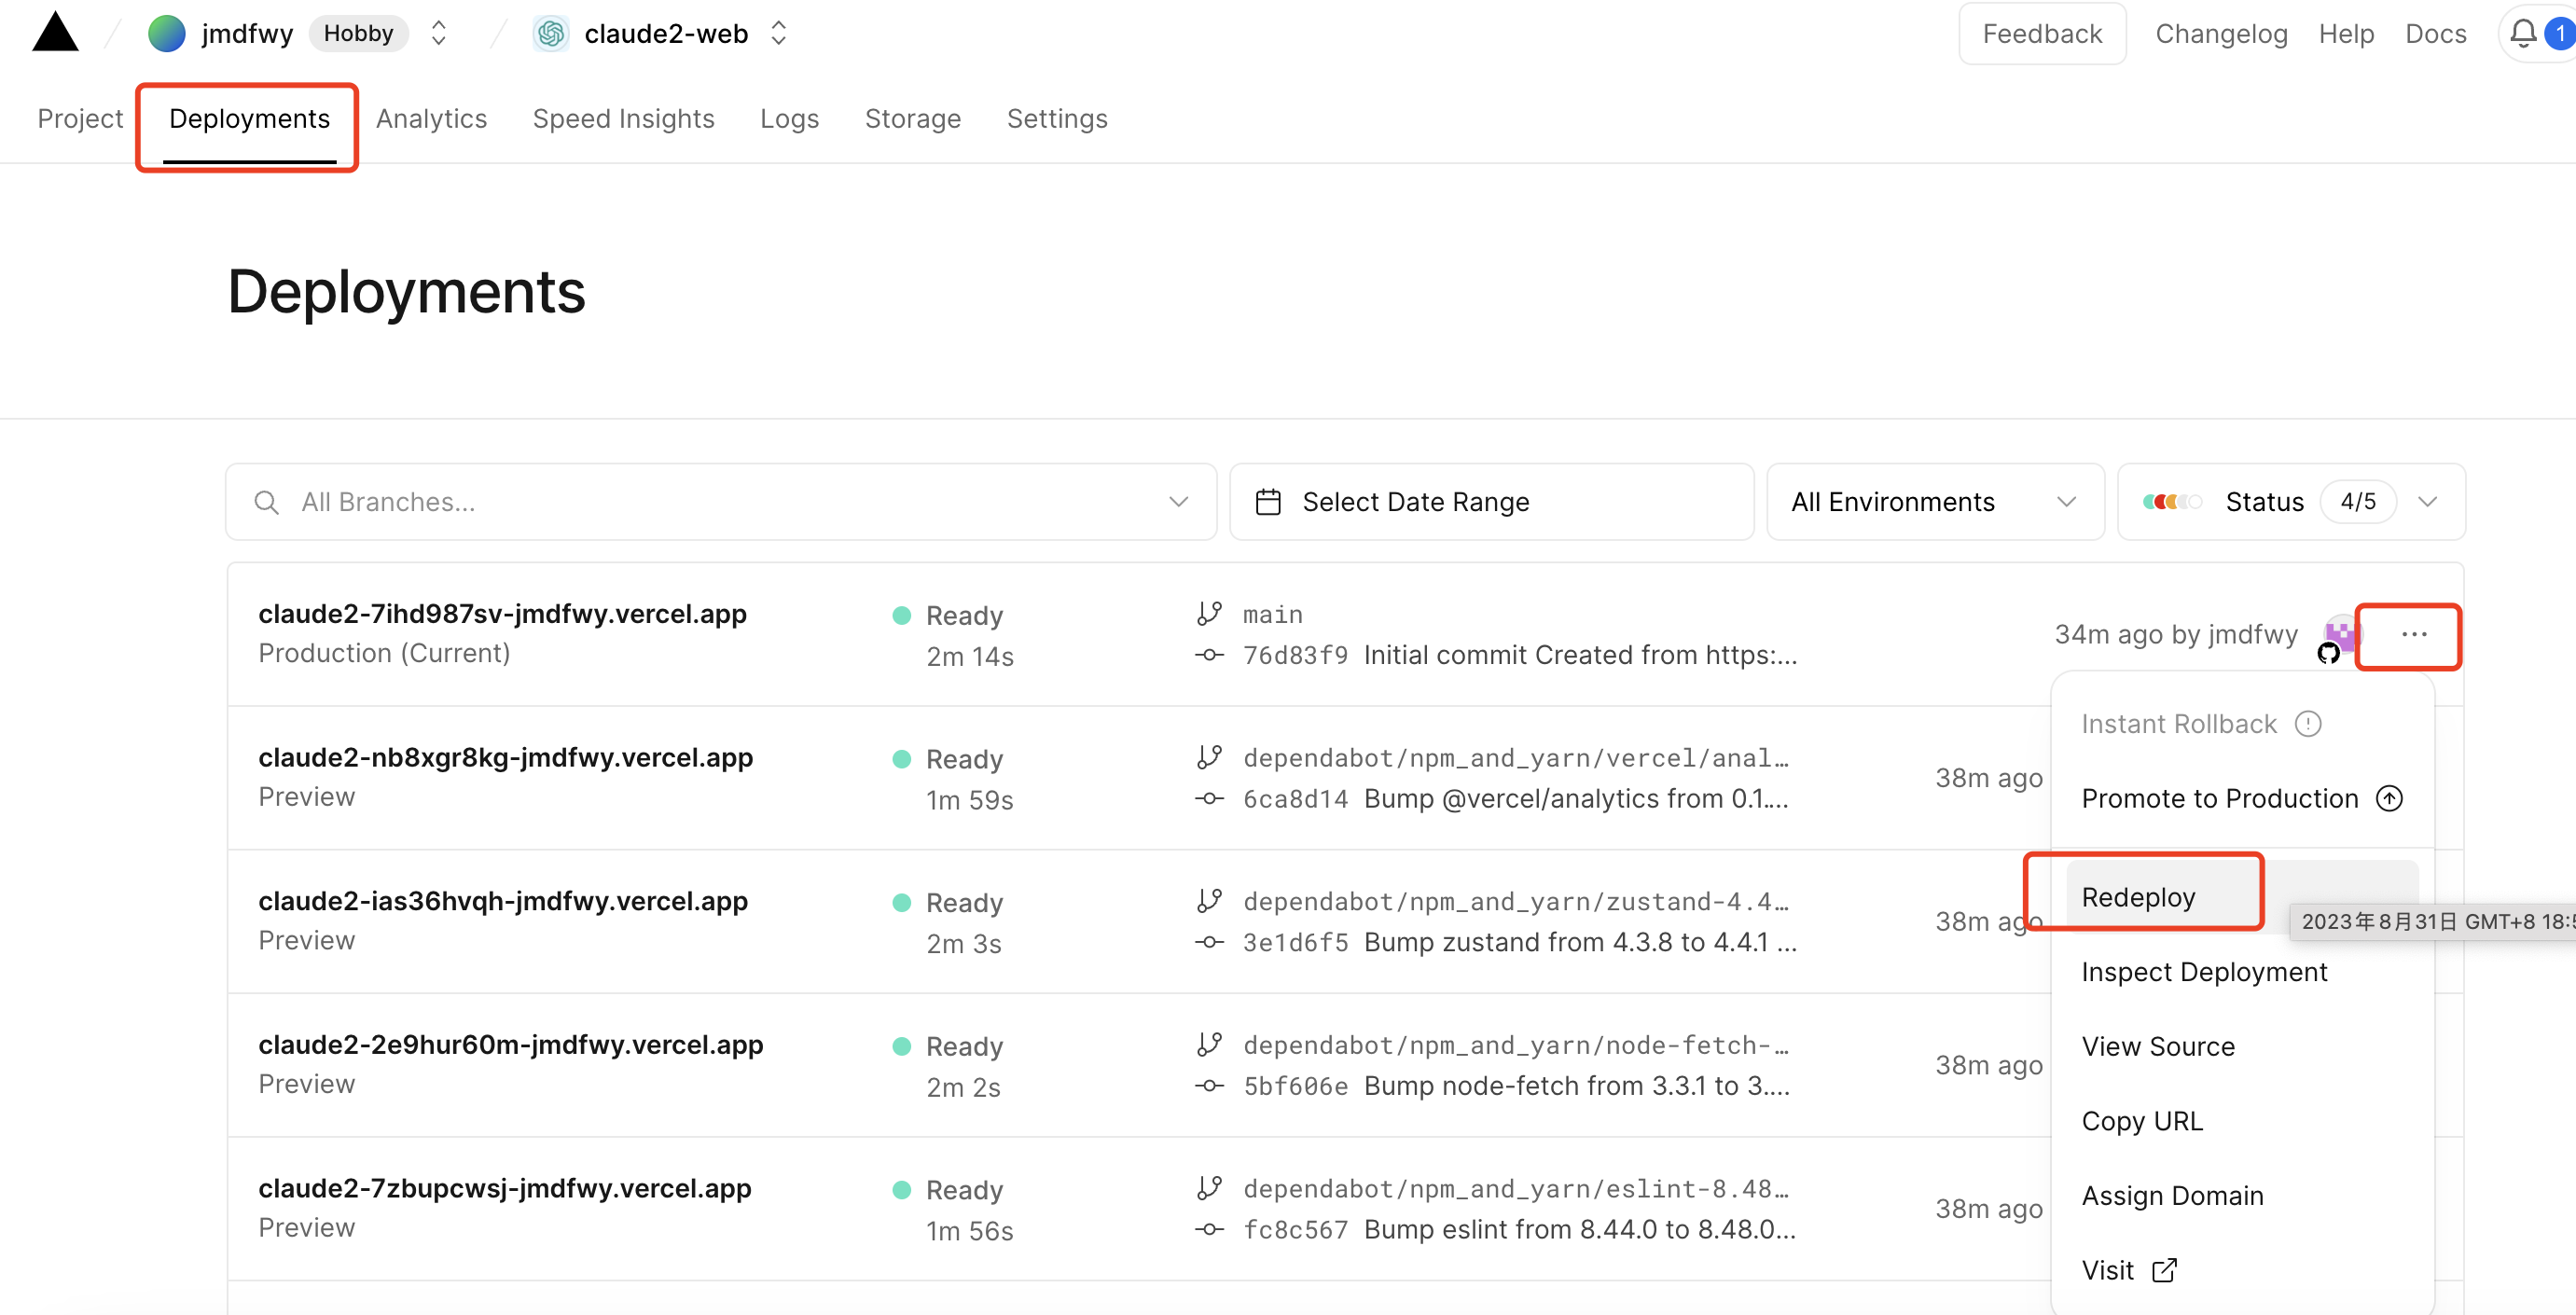 jmdfwy Hobby claude2-web Feedback Changelog Help Docs 1
Project Deployments Analytics Speed Insights Logs Storage Settings
Deployments
All Branches... Select Date Range All Environments Status 4/5
claude2-7ihd987sv-jmdfwy.vercel.app Ready main
Production (Current) 2m 14s 76d83f9 Initial commit Created from https:...
34m ago by jmdfwy
claude2-nb8xgr8kg-jmdfwy.vercel.app Ready dependabot/npm_and_yarn/vercel/anal…
Preview 1m 59s 6ca8d14 Bump @vercel/analytics from 0.1....
38m ago
claude2-ias36hvqh-jmdfwy.vercel.app Ready dependabot/npm_and_yarn/zustand-4.4…
Preview 2m 3s 3e1d6f5 Bump zustand from 4.3.8 to 4.4.1 ...
38m ago
claude2-2e9hur60m-jmdfwy.vercel.app Ready dependabot/npm_and_yarn/node-fetch-…
Preview 2m 2s 5bf606e Bump node-fetch from 3.3.1 to 3....
38m ago
claude2-7zbupcwsj-jmdfwy.vercel.app Ready dependabot/npm_and_yarn/eslint-8.48…
Preview 1m 56s fc8c567 Bump eslint from 8.44.0 to 8.48.0...
38m ago
Instant Rollback
Promote to Production
Redeploy
2023年8月31日 GMT+8
Inspect Deployment
View Source
Copy URL
Assign Domain
Visit